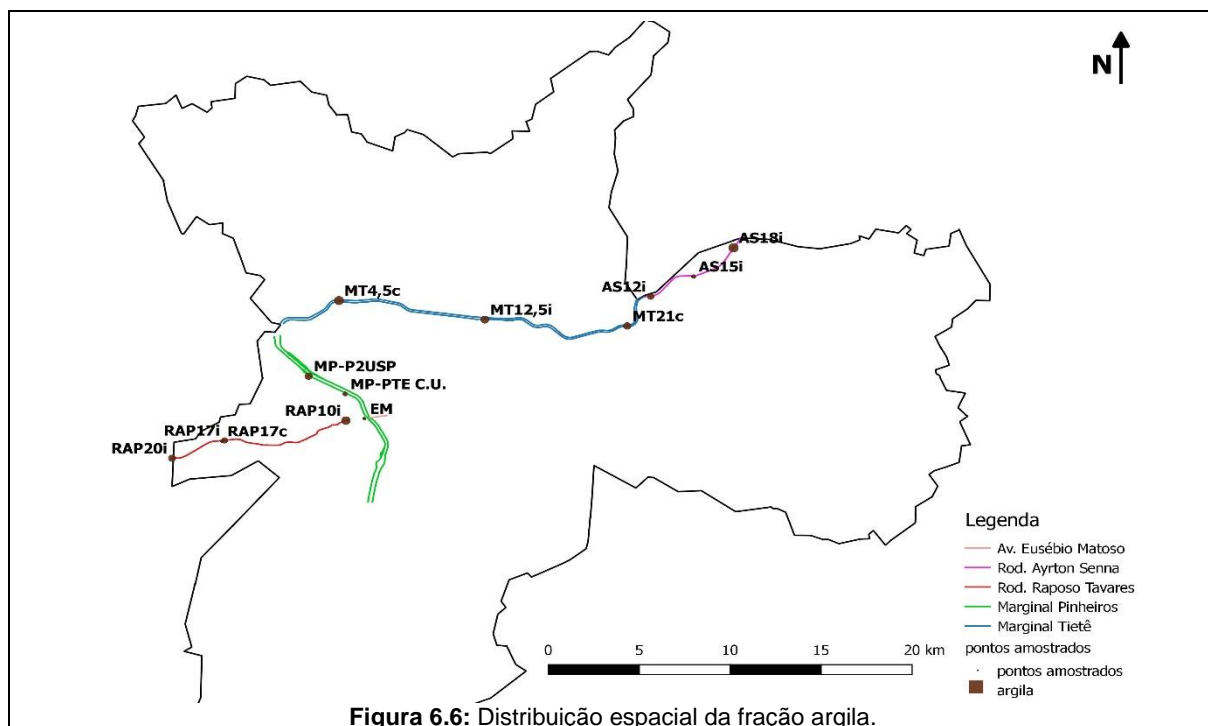 N
AS18i
AS15i
AS12i
MT4,5c
MT12,5i
MT21c
MP-P2USP
MP-PTE C.U.
EM
RAP10i
RAP17i
RAP17c
RAP20i
Legenda
Av. Eusébio Matoso
Rod. Ayrton Senna
Rod. Raposo Tavares
Marginal Pinheiros
Marginal Tietê
pontos amostrados
pontos amostrados
argila
0 5 10 15 20 km
Figura 6.6: Distribuição espacial da fração argila.